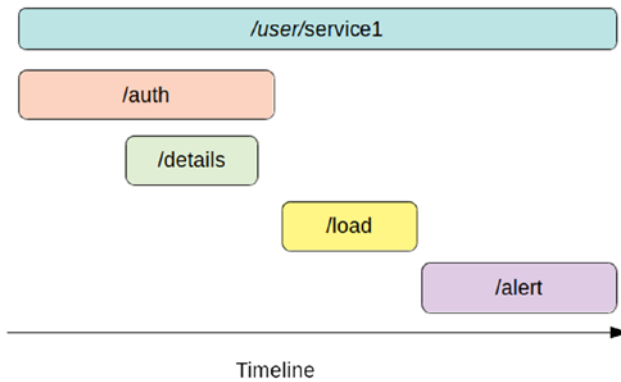 /user/service1
/auth
/details
/load
/alert
Timeline